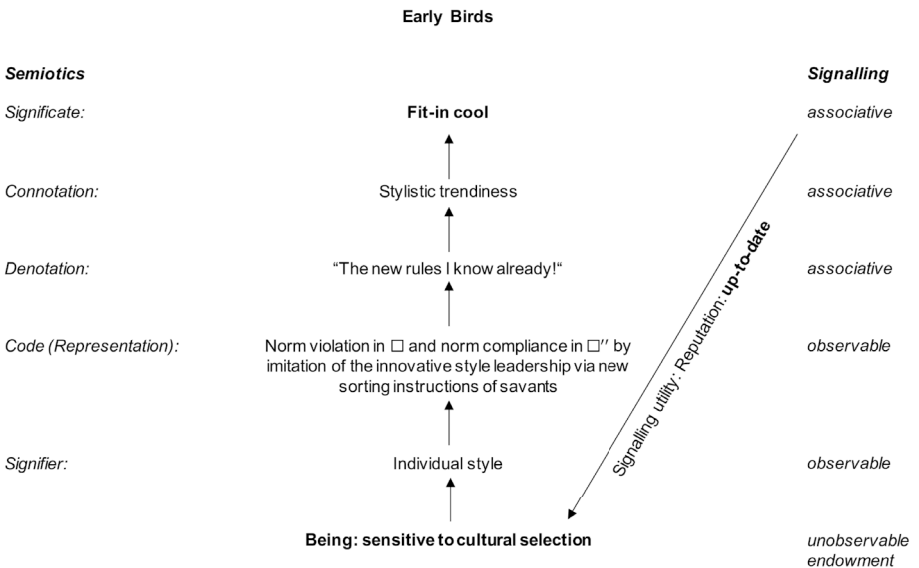 Early Birds
Semiotics Signalling
Significate: Fit-in cool associative
Connotation: Stylistic trendiness associative
Denotation: “The new rules I know already!“ associative
Code (Representation): Norm violation in □ and norm compliance in □′′ by observable
imitation of the innovative style leadership via new
sorting instructions of savants
Signalling utility: Reputation: up-to-date
Signifier: Individual style observable
Being: sensitive to cultural selection unobservable
endowment